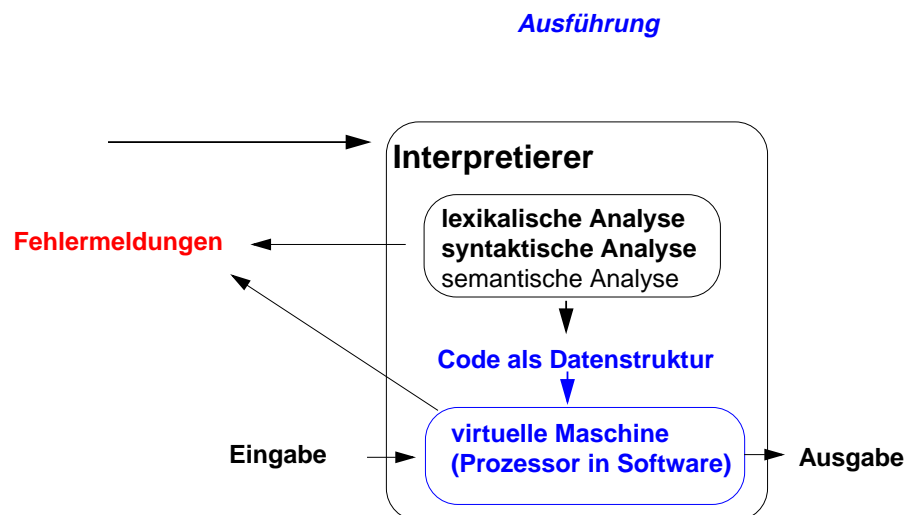 Ausführung
Interpretierer
lexikalische Analyse
syntaktische Analyse
semantische Analyse
Fehlermeldungen
Code als Datenstruktur
virtuelle Maschine
(Prozessor in Software)
Eingabe
Ausgabe